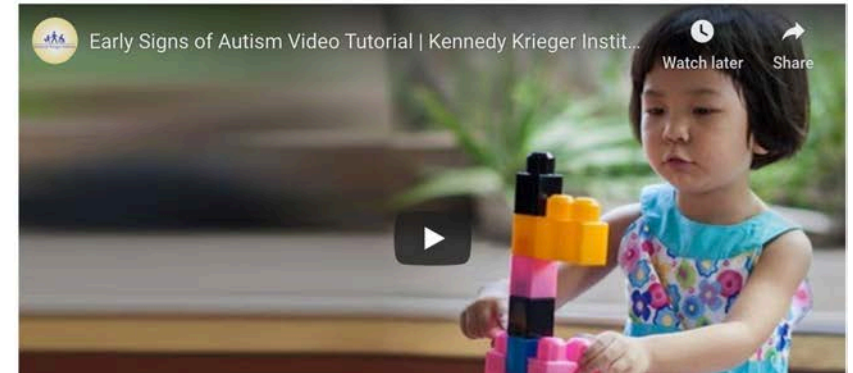 Early Signs of Autism Video Tutorial | Kennedy Krieger Instit...
Watch later
Share